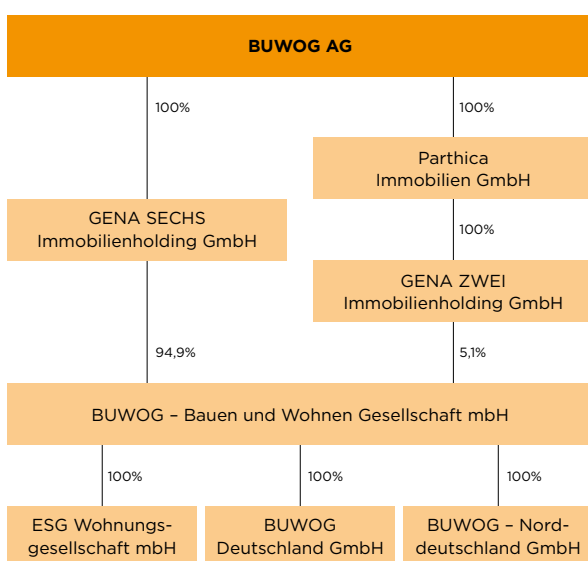 BUWOG AG
100%
100%
Parthica
Immobilien GmbH
GENA SECHS
Immobilienholding GmbH
100%
GENA ZWEI
Immobilienholding GmbH
94,9%
5,1%
BUWOG – Bauen und Wohnen Gesellschaft mbH
100%
100%
100%
ESG Wohnungs-
gesellschaft mbH
BUWOG
Deutschland GmbH
BUWOG – Nord-
deutschland GmbH